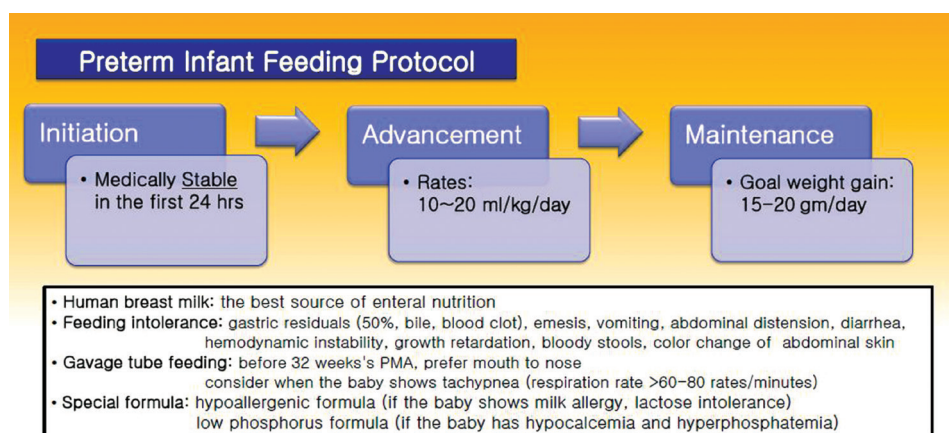 Preterm Infant Feeding Protocol
Initiation
• Medically Stable
in the first 24 hrs
Advancement
• Rates:
10~20 ml/kg/day
Maintenance
• Goal weight gain:
15-20 gm/day
• Human breast milk: the best source of enteral nutrition
• Feeding intolerance: gastric residuals (50%, bile, blood clot), emesis, vomiting, abdominal distension, diarrhea,
hemodynamic instability, growth retardation, bloody stools, color change of abdominal skin
• Gavage tube feeding: before 32 weeks's PMA, prefer mouth to nose
consider when the baby shows tachypnea (respiration rate >60-80 rates/minutes)
• Special formula: hypoallergenic formula (if the baby shows milk allergy, lactose intolerance)
low phosphorus formula (if the baby has hypocalcemia and hyperphosphatemia)